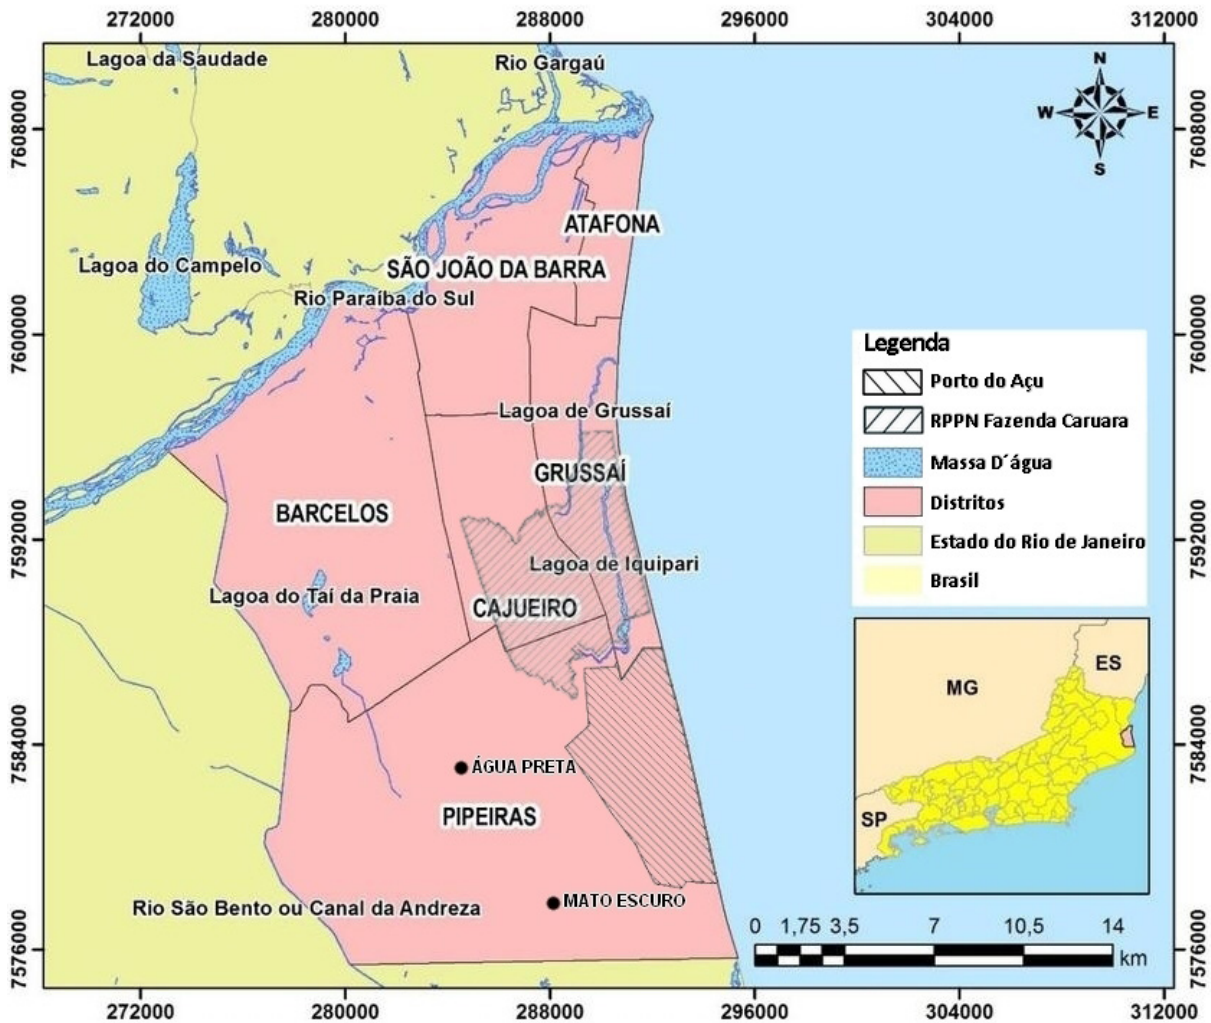 272000 280000 288000 296000 304000 312000
Lagoa da Saudade
Rio Gargaú
N
W E
S
7608000 7608000
ATAFONA
Lagoa do Campelo
SÃO JOÃO DA BARRA
Rio Paraíba do Sul
7600000 7600000
Legenda
Porto do Açu
RPPN Fazenda Caruara
Massa D´água
Distritos
Estado do Rio de Janeiro
Brasil
Lagoa de Grussaí
GRUSSAÍ
BARCELOS
7592000 7592000
Lagoa de Iquipari
Lagoa do Taí da Praia
CAJUEIRO
ES
MG
SP
7584000 7584000
ÁGUA PRETA
PIPEIRAS
MATO ESCURO
Rio São Bento ou Canal da Andreza
0 1,75 3,5 7 10,5 14
km
7576000 7576000
272000 280000 288000 296000 304000 312000